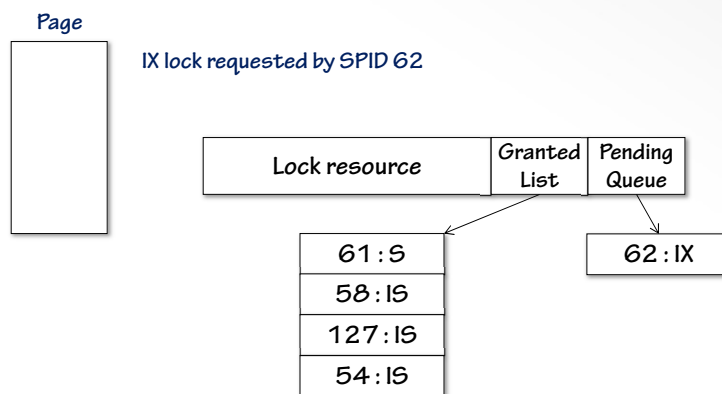 Page
IX lock requested by SPID 62
Lock resource
Granted
List
Pending
Queue
61 : S
58 : IS
127 : IS
54 : IS
62 : IX